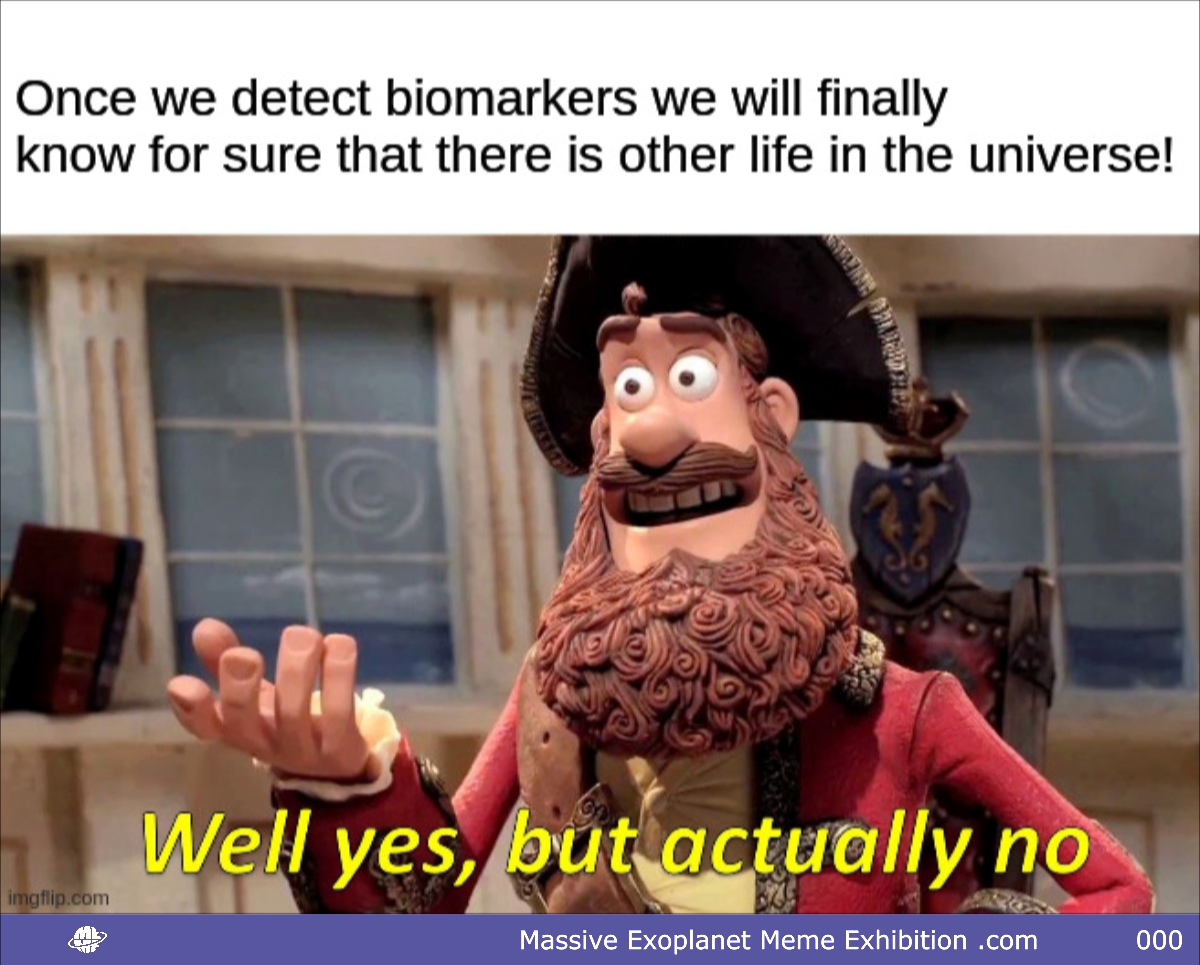 Once we detect biomarkers we will finally
know for sure that there is other life in the universe!
Well yes, but actually no
imgflip.com
Massive Exoplanet Meme Exhibition .com 000